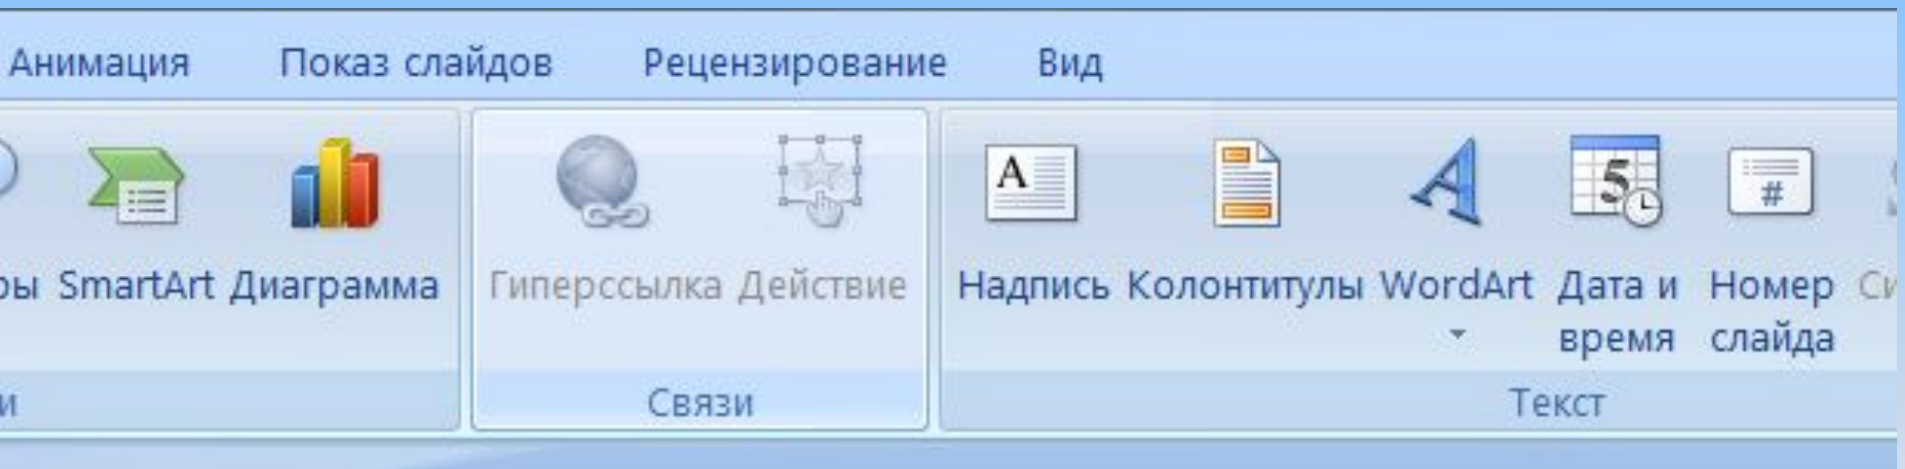 Анимация Показ слайдов Рецензирование Вид
SmartArt Диаграмма Гиперссылка Действие Надпись Колонтитулы WordArt Дата и Номер
время слайда
Связи Текст